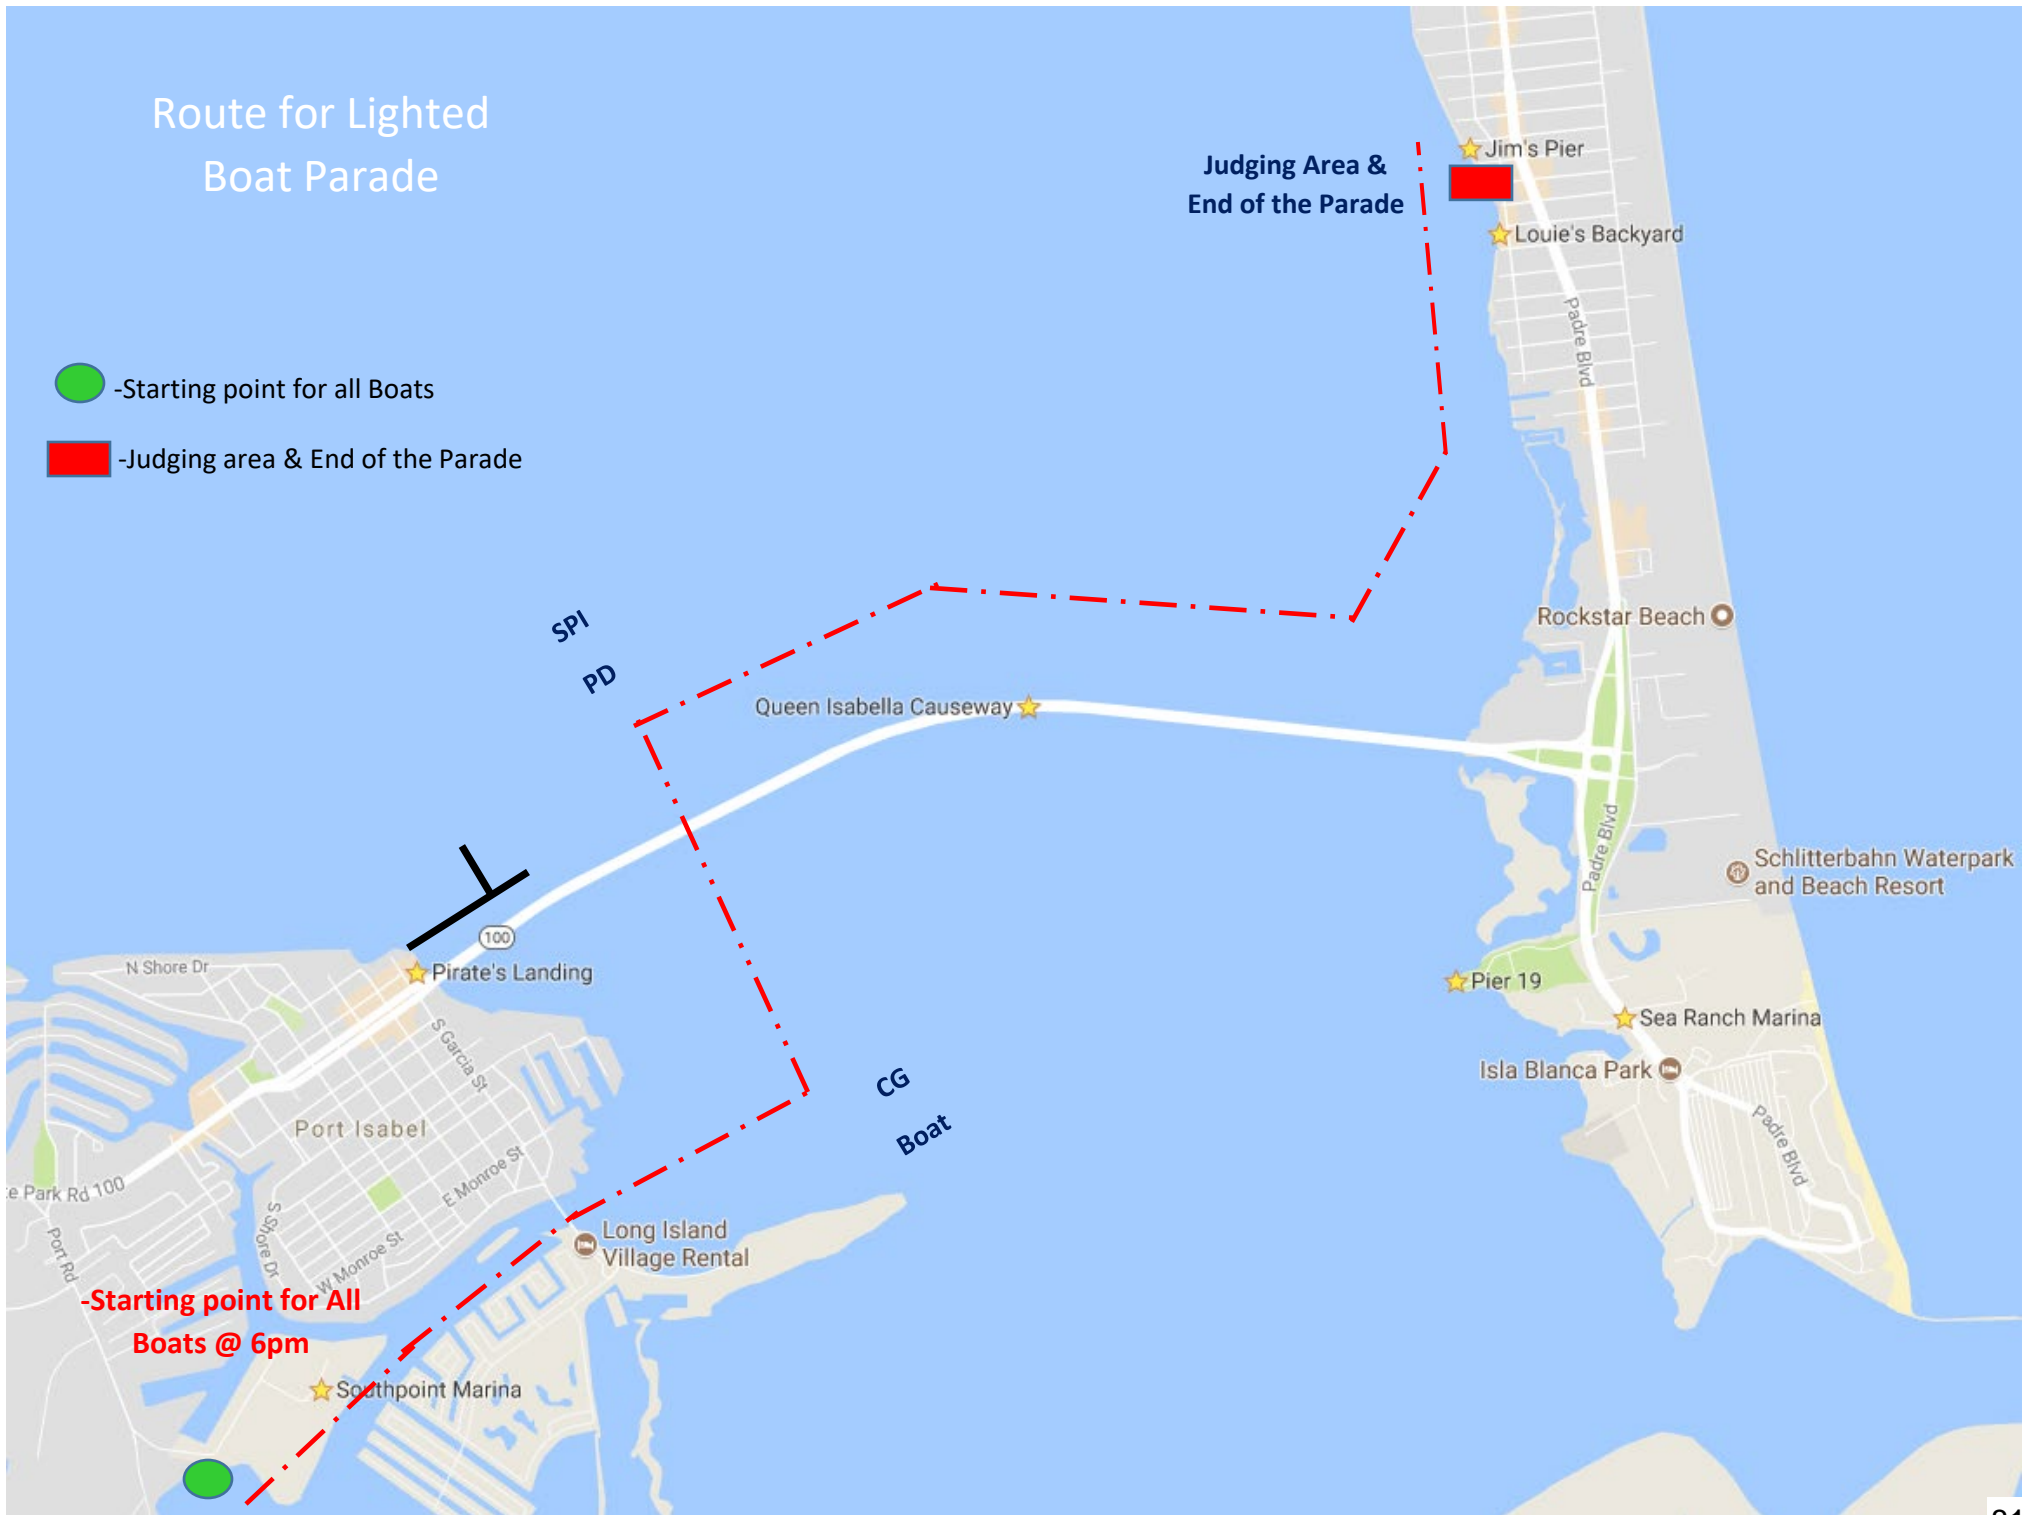 Route for Lighted
Boat Parade
Judging Area &
End of the Parade
Jim's Pier
Louie's Backyard
Padre Blvd
-Starting point for all Boats
-Judging area & End of the Parade
SPI
PD
Rockstar Beach
Queen Isabella Causeway
Padre Blvd
Schlitterbahn Waterpark
and Beach Resort
100
N Shore Dr
Pirate's Landing
Pier 19
S Garcia St
Sea Ranch Marina
Isla Blanca Park
CG
Boat
Port Isabel
Padre Blvd
E Monroe St
e Park Rd 100
S Shore Dr
Port Rd
W Monroe St
Long Island
Village Rental
-Starting point for All
Boats @ 6pm
Southpoint Marina